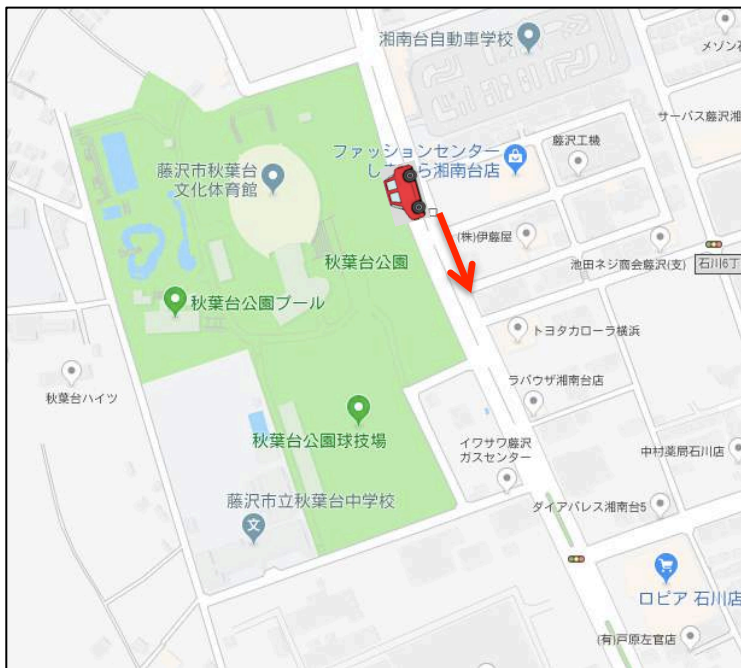 湘南台自動車学校
メゾン石
サーパス藤沢湘
ファッションセンター
しまむら湘南台店
藤沢工機
藤沢市秋葉台
文化体育館
(株)伊藤屋
秋葉台公園
池田ネジ商会藤沢(支)
石川6丁
秋葉台公園プール
トヨタカローラ横浜
秋葉台ハイツ
ラパウザ湘南台店
秋葉台公園球技場
イワサワ藤沢
ガスセンター
中村薬局石川店
藤沢市立秋葉台中学校
文
ダイアパレス湘南台5
ロピア 石川店
(有)戸原左官店